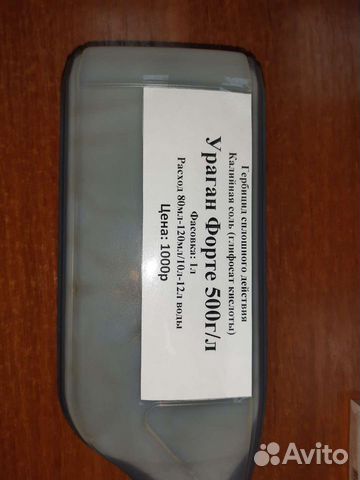 Гербицид сплошного действия
Калийная соль (глифосат кислоты)
Ураган Форте 500г/л
Фасовка: 1л
Расход 80мл-120мл/10л-12л воды
Цена: 1000р
Avito